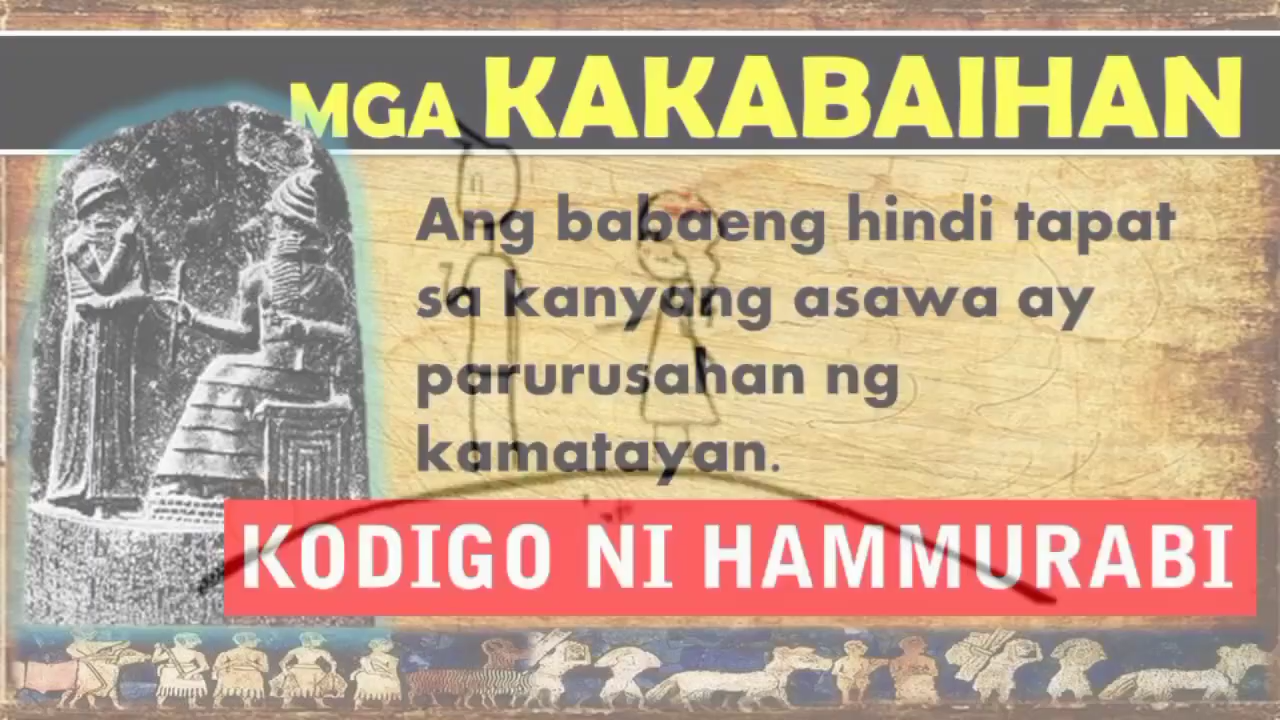 MGA KAKABAIHAN
Ang babaeng hindi tapat
sa kanyang asawa ay
parurusahan ng
kamatayan.
KODIGO NI HAMMURABI